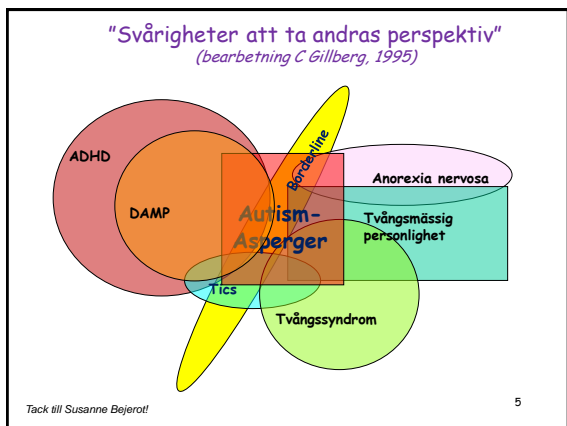 "Svårigheter att ta andras perspektiv"
(bearbetning C Gillberg, 1995)
ADHD
Borderline
Anorexia nervosa
DAMP
Autism-
Asperger
Tvångsmässig
personlighet
Tics
Tvångssyndrom
Tack till Susanne Bejerot!
5